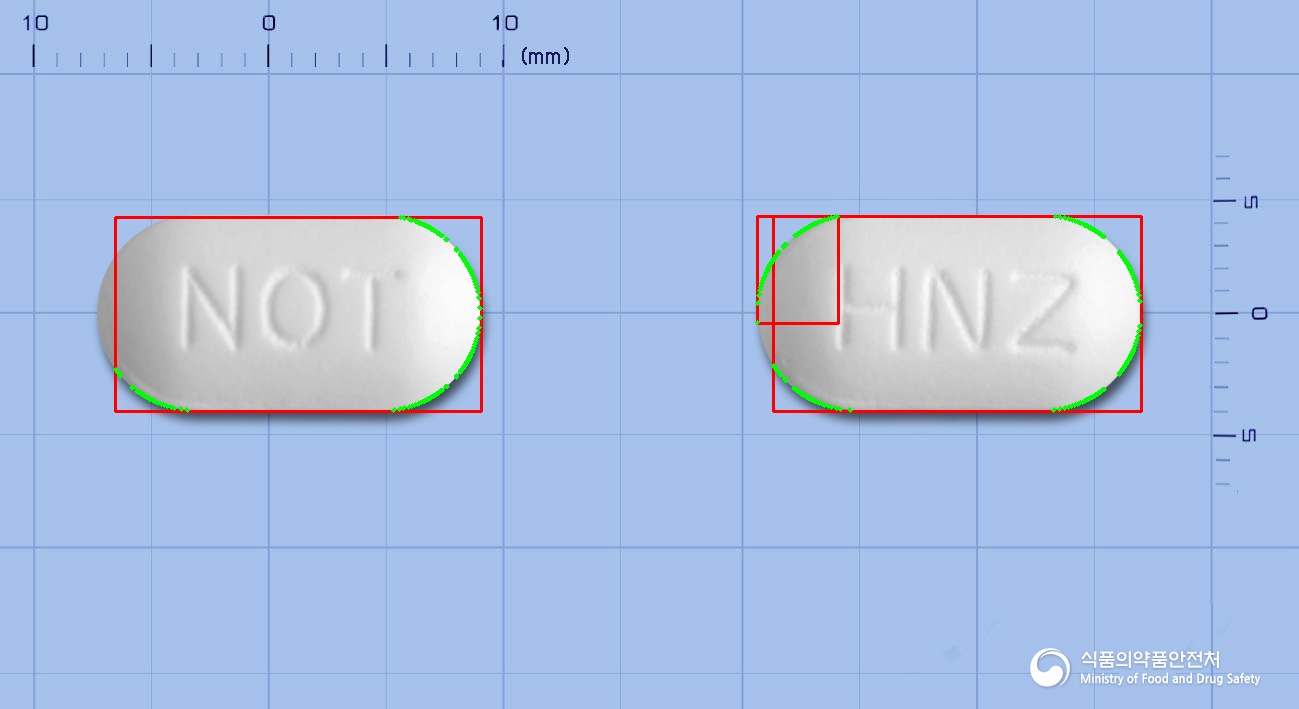 10 0 10
(mm)
5
0
5
NOT
HNZ
식품의약품안전처
Ministry of Food and Drug Safety